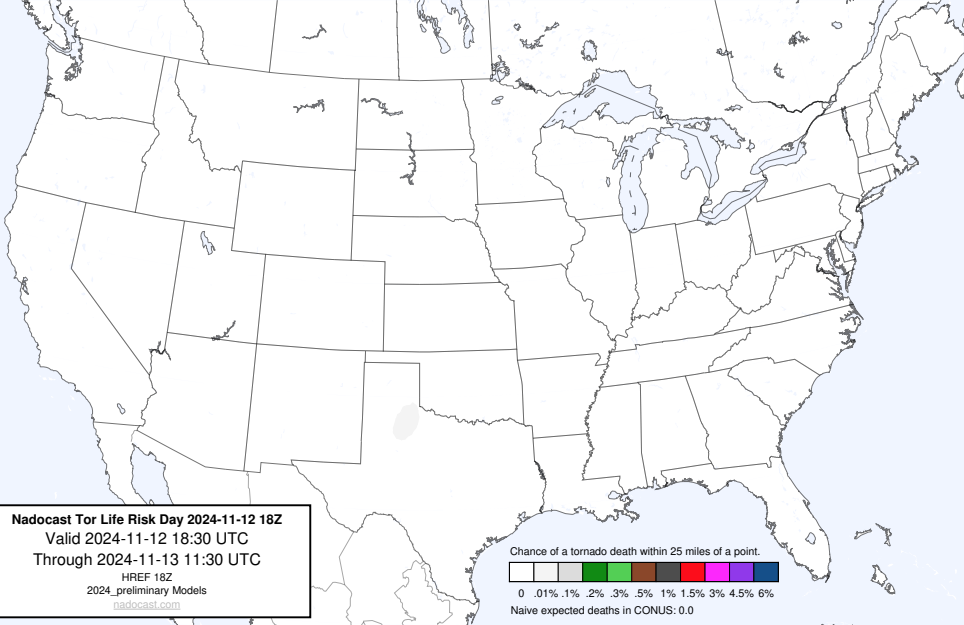 Nadocast Tor Life Risk Day 2024-11-12 18Z
Valid 2024-11-12 18:30 UTC
Through 2024-11-13 11:30 UTC
HREF 18Z
2024_preliminary Models
nadocast.com
Chance of a tornado death within 25 miles of a point.
0 .01% .1% .2% .3% .5% 1% 1.5% 3% 4.5% 6%
Naive expected deaths in CONUS: 0.0